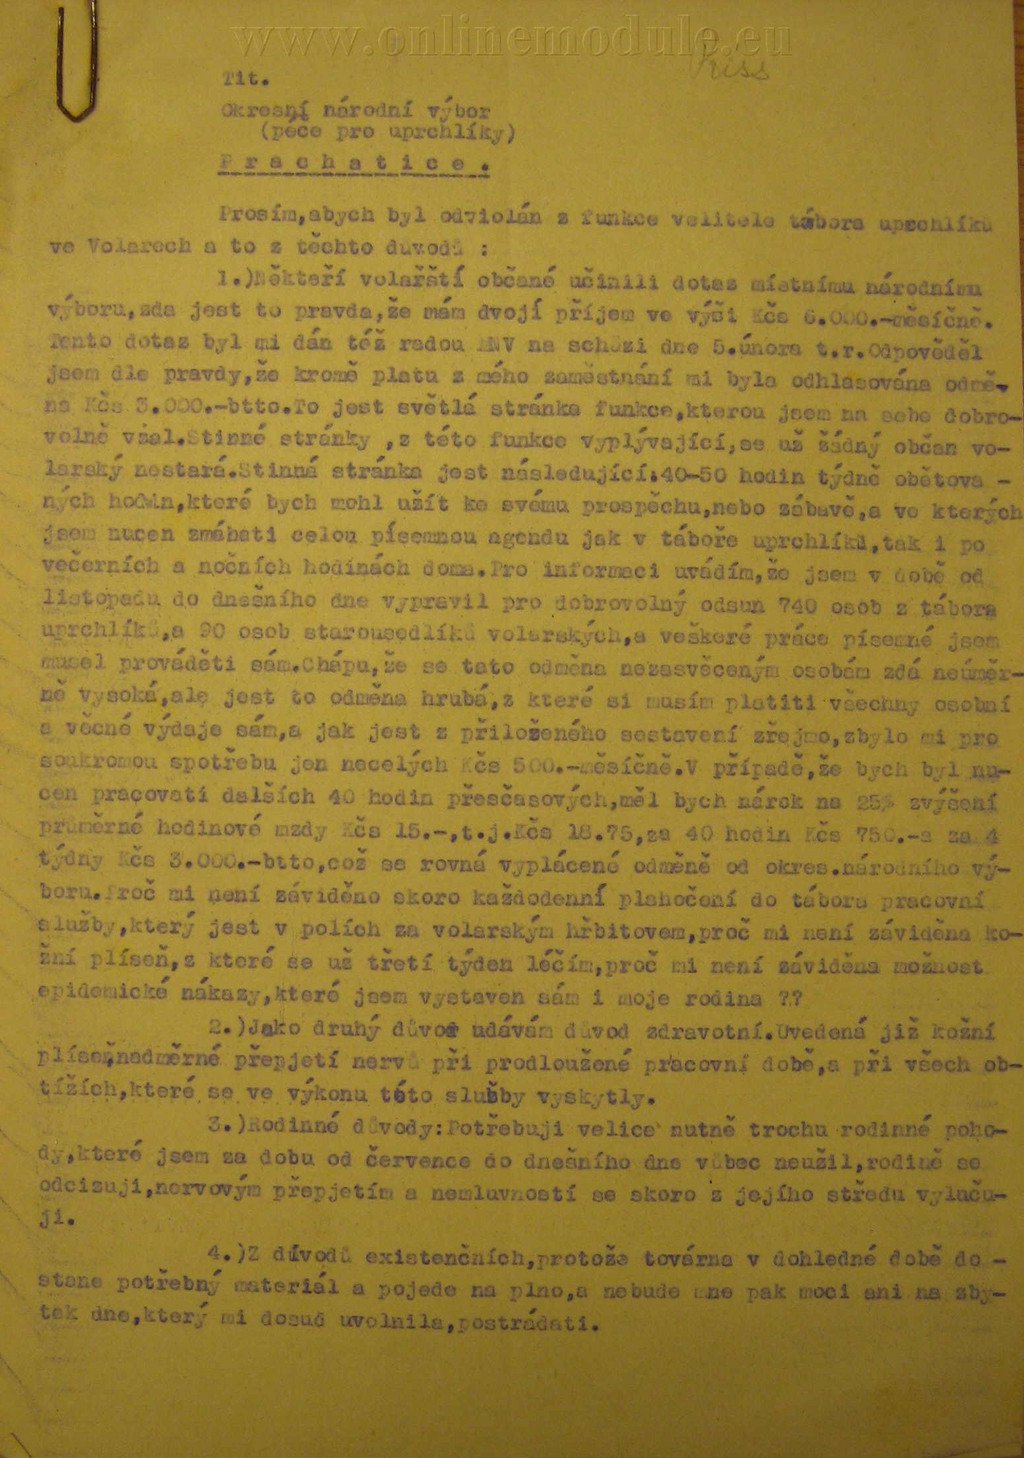 www.onlinemodule.eu
Kiss
Tit.
Okresní národní výbor
(péče pro uprchlíky)
P r a c h a t i c e .
Prosím,abych byl odviolán z funkce velitele tábora uprchlíků
ve Volarech a to z těchto duvodů :
1.)Někteří volařští občané učinili dotaz místnímu národnímu
výboru,zda jest to pravda,že mám dvojí příjem ve výši Kčs 6.000.-měsíčně.
Tento dotaz byl mi dán též radou MNV na schůzi dne 5.února t.r.Odpověděl
jsem dle pravdy,že kromě platu z mého zaměstnání mi byla odhlasována odmě-
na Kčs 3.000.-btto.To jest světlá stránka funkce,kterou jsem na sebe dobro-
volně vzal.Stinné stránky ,z této funkce vyplývající,se už žádný občan vo-
larský nestará.Stinná stránka jest následující:40-50 hodin týdně obětova -
ných hodin,které bych mohl užít ke svému prospěchu,nebo zábavě,a ve kterých
jsem nucen zmáhati celou písemnou agendu jak v táboře uprchlíků,tak i po
večerních a nočních hodinách doma.Pro informaci uvádím,že jsem v době od
listopadu do dnešního dne vypravil pro dobrovolný odsun 740 osob z tábora
uprchlíků,a 90 osob starousedlíků volarských,a veškeré práce písemné jsem
musel prováděti sám.Chápu,že se tato odměna nezasvěceným osobám zdá neúměr-
ně vysoká,ale jest to odměna hrubá,z které si musím platiti všechny osobní
a věcné výdaje sám,a jak jest z přiloženého sestavení zřejmo,zbylo mi pro
soukromou spotřebu jen necelých Kčs 500.-měsíčně.V případě,že bych byl nu-
cen pracovati dalších 40 hodin přesčasových,měl bych nárok na 25% zvýšení
průměrné hodinové mzdy Kčs 15.-,t.j.Kčs 18.75,za 40 hodin Kčs 750.-a za 4
týdny Kčs 3.000.-btto,což se rovná vyplácené odměně od okres.národního vý-
boru.Proč mi není záviděno skoro každodenní plahočení do tábora pracovní
služby,který jest v polích za volarským hřbitovem,proč mi není záviděna ko-
žní plíseň,z které se už třetí týden léčím,proč mi není záviděna možnost
epidemické nákazy,které jsem vystaven sám i moje rodina ??
2.)Jako druhý důvod udávám důvod zdravotní.Uvedená již kožní
plíseň,nadměrné přepjetí nervů při prodloužené pracovní době,a při všech ob-
tížích,které se ve výkonu této služby vyskytly.
3.)Rodinné důvody:Potřebuji velice nutně trochu rodinné poho-
dy,které jsem za dobu od července do dnešního dne vůbec neužil,rodině se
odcizuji,nervovým přepjetím a nemluvností se skoro z jejího středu vyluču-
ji.
4.)Z důvodů existenčních,protože továrna v dohledné době do -
stane potřebný materiál a pojede na plno,a nebude mne pak moci ani na zby-
tek dne,který mi dosud uvolnila,postrádati.